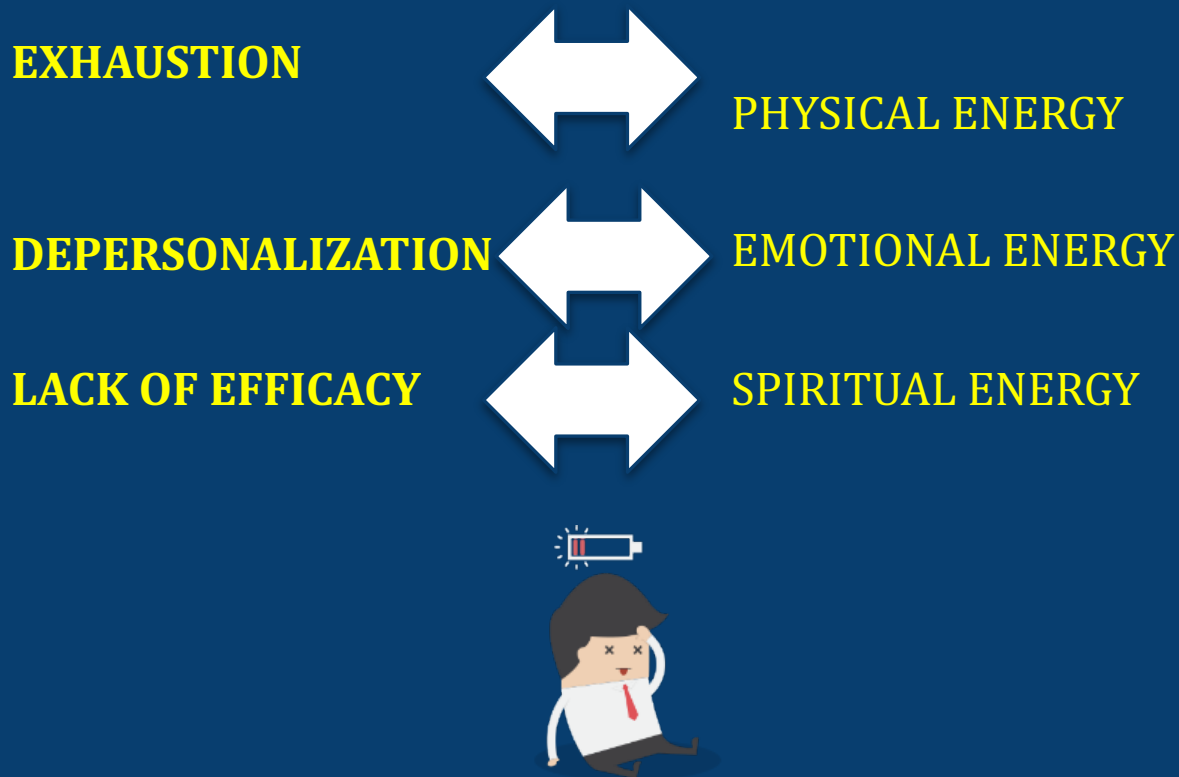 EXHAUSTION
PHYSICAL ENERGY
DEPERSONALIZATION
EMOTIONAL ENERGY
LACK OF EFFICACY
SPIRITUAL ENERGY